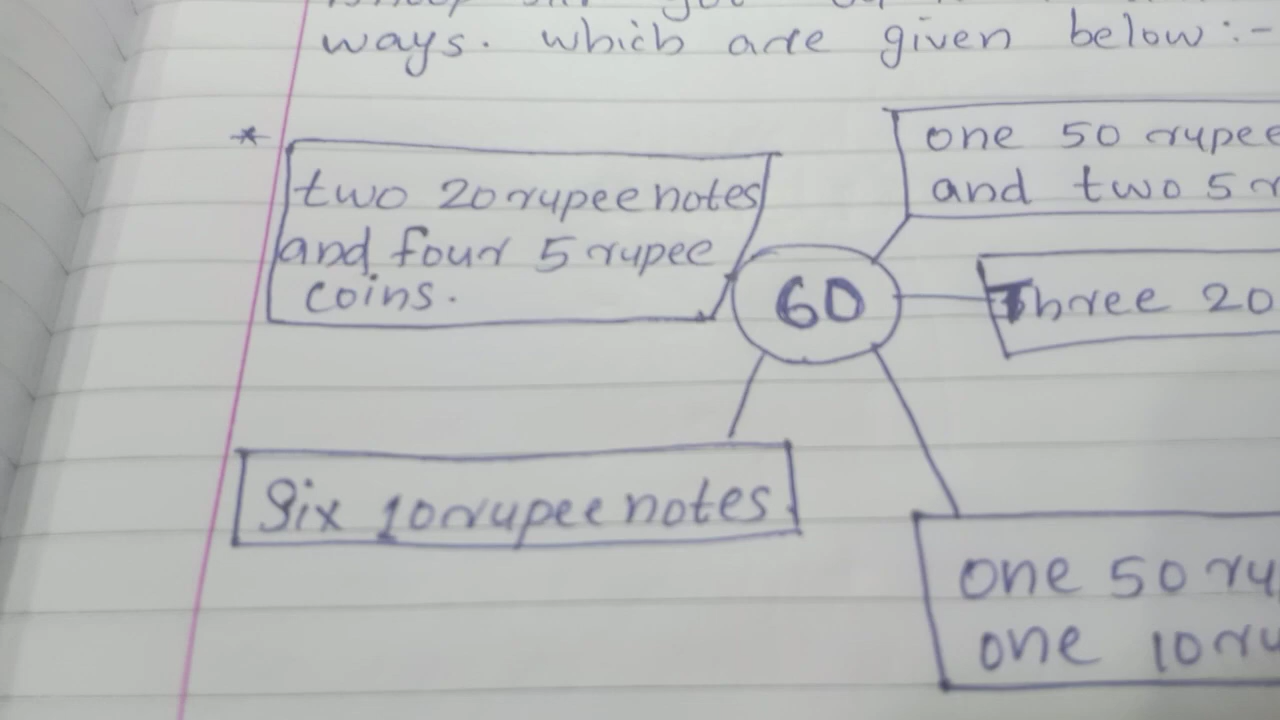 ways. which are given below:-
*
two 20 rupee notes
and four 5 rupee
coins.
one 50 rupee
and two 5
60
Three 20
Six 10 rupee notes
one 50
one 10